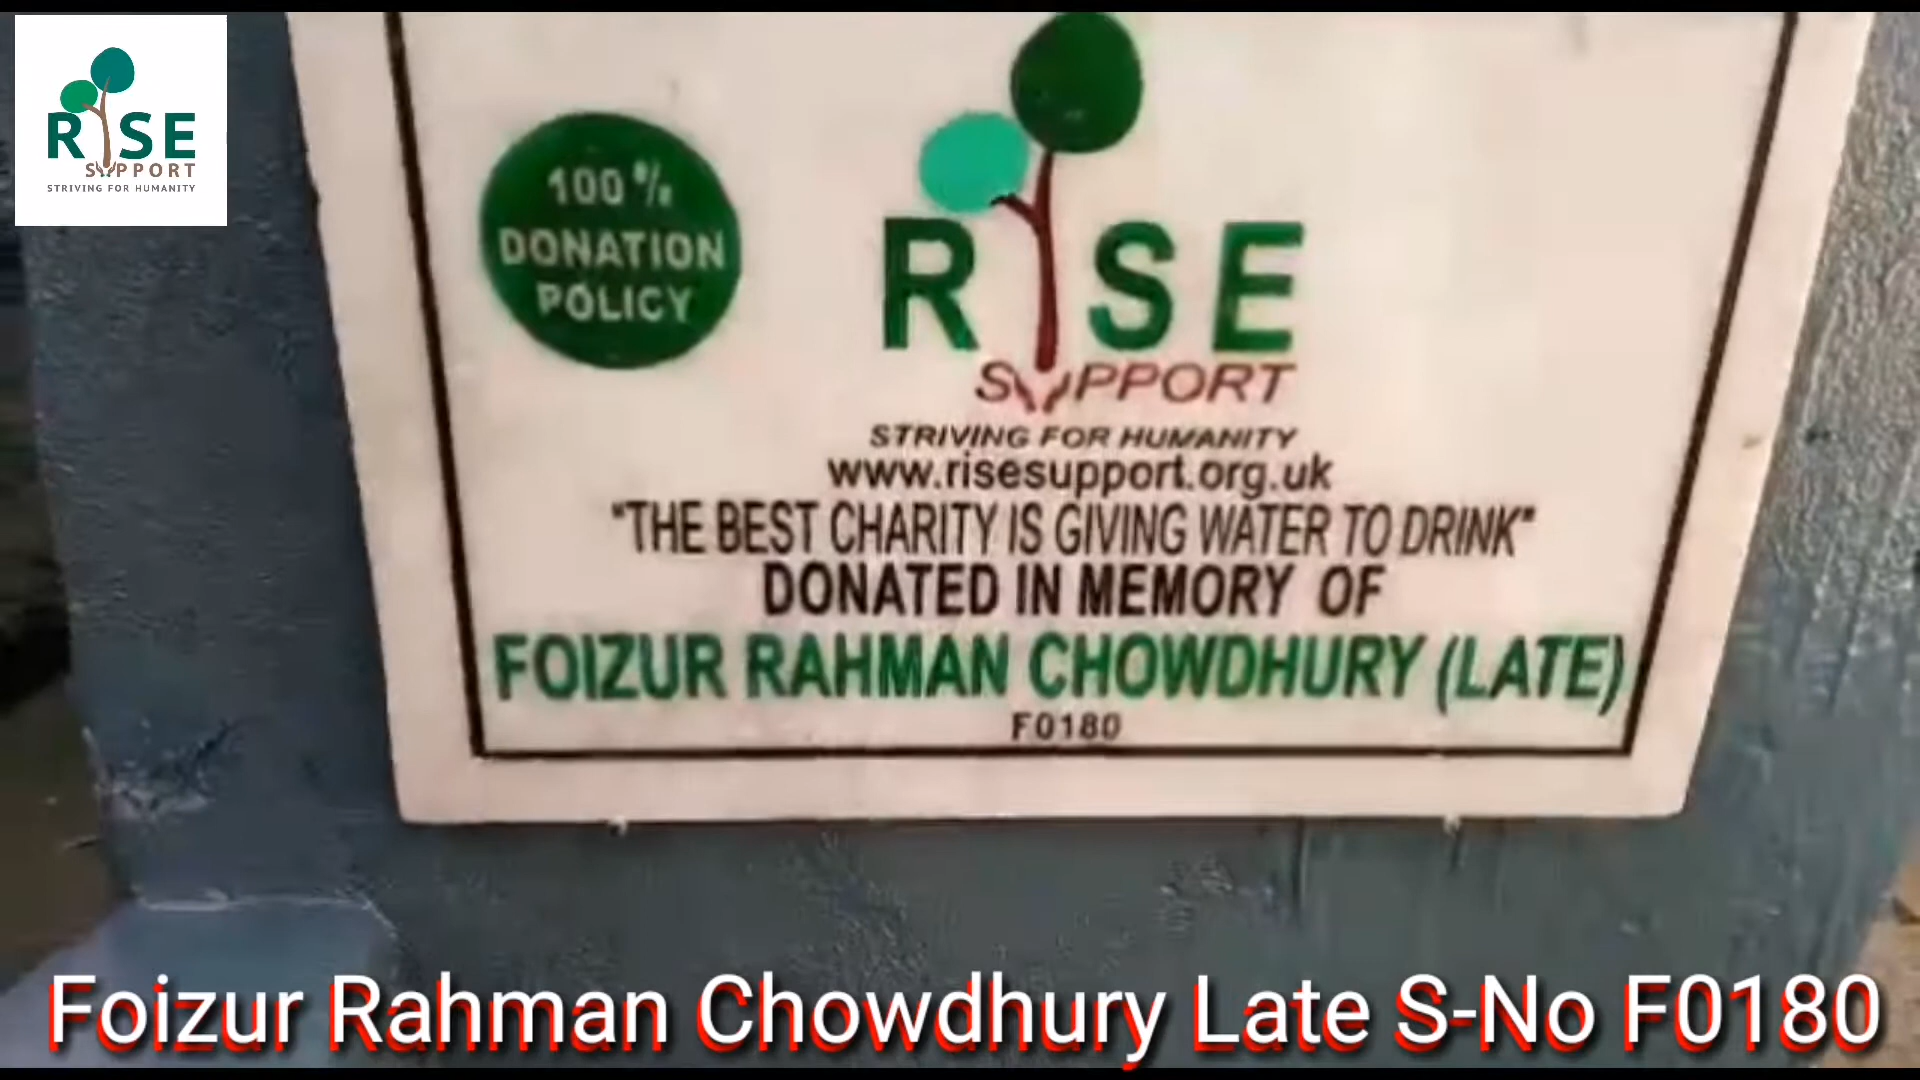 RISE
SUPPORT
STRIVING FOR HUMANITY
100 %
DONATION
POLICY
RISE
SUPPORT
STRIVING FOR HUMANITY
www.risesupport.org.uk
"THE BEST CHARITY IS GIVING WATER TO DRINK"
DONATED IN MEMORY OF
FOIZUR RAHMAN CHOWDHURY (LATE)
F0180
Foizur Rahman Chowdhury Late S-No F0180